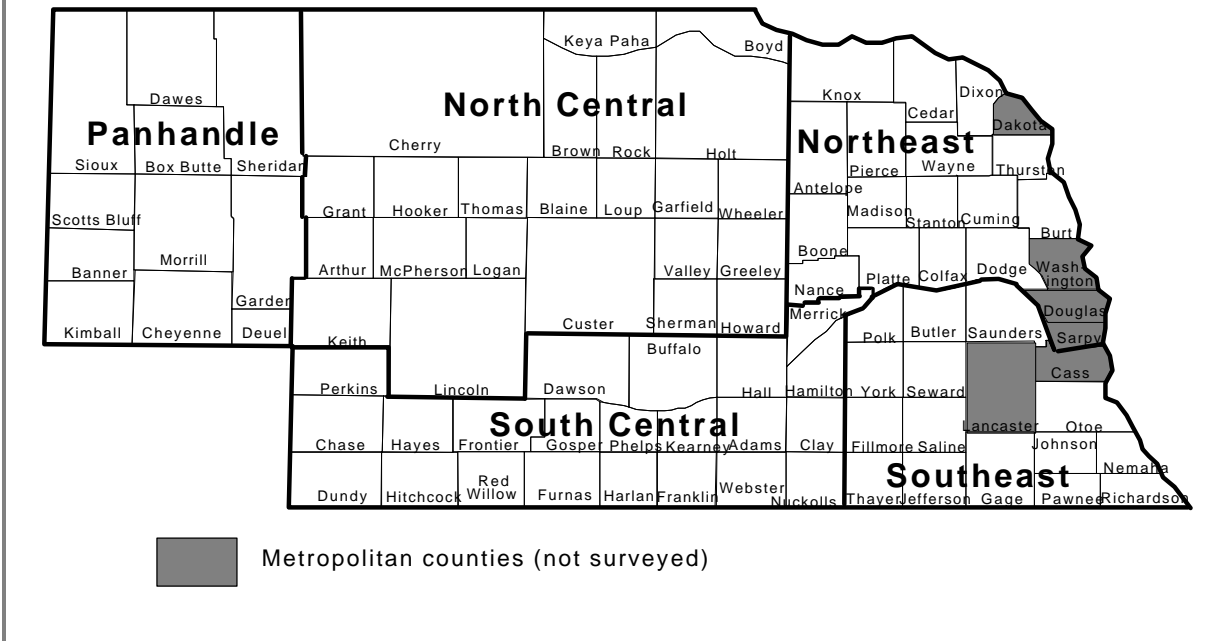 Keya Paha Boyd
Dawes Knox Cedar Dixon
North Central
Panhandle Northeast Dakota
Cherry Brown Rock Holt
Sioux Box Butte Sheridan Pierce Wayne Thurston
Antelope
Scotts Bluff Grant Hooker Thomas Blaine Loup Garfield Wheeler Madison Stanton Cuming
Burt
Banner Morrill Arthur McPherson Logan Valley Greeley Boone Platte Colfax Dodge Wash
ington
Garden Nance
Kimball Cheyenne Deuel Keith Custer Sherman Howard Merrick Polk Butler Saunders Douglas
Sarpy
Buffalo
Cass
Perkins Lincoln Dawson Hall Hamilton York Seward
South Central
Lancaster Otoe
Chase Hayes Frontier Gosper Phelps Kearney Adams Clay Fillmore Saline Johnson
Southeast Nemaha
Dundy Hitchcock Red
Willow Furnas Harlan Franklin Webster Nuckolls Thayer Jefferson Gage Pawnee Richardson
Metropolitan counties (not surveyed)